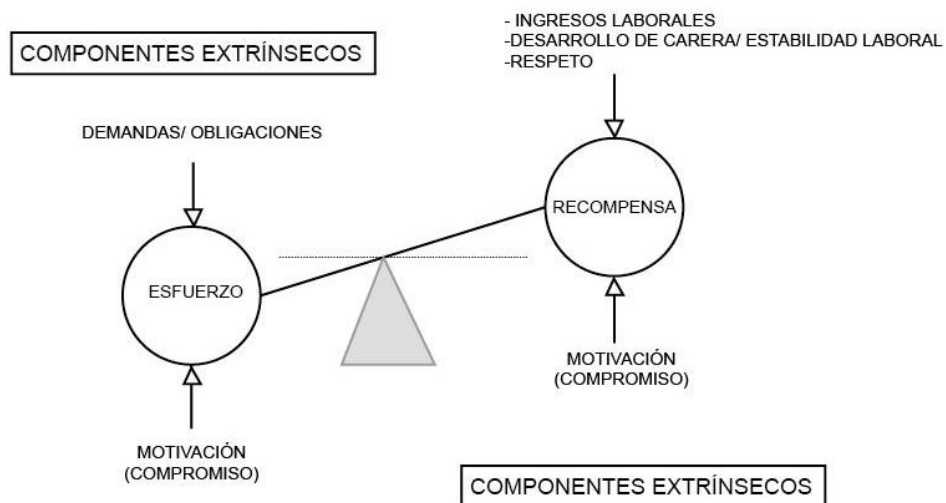 - INGRESOS LABORALES
-DESARROLLO DE CARERA/ ESTABILIDAD LABORAL
-RESPETO
COMPONENTES EXTRÍNSECOS
DEMANDAS/ OBLIGACIONES
RECOMPENSA
ESFUERZO
MOTIVACIÓN
(COMPROMISO)
MOTIVACIÓN
(COMPROMISO)
COMPONENTES EXTRÍNSECOS